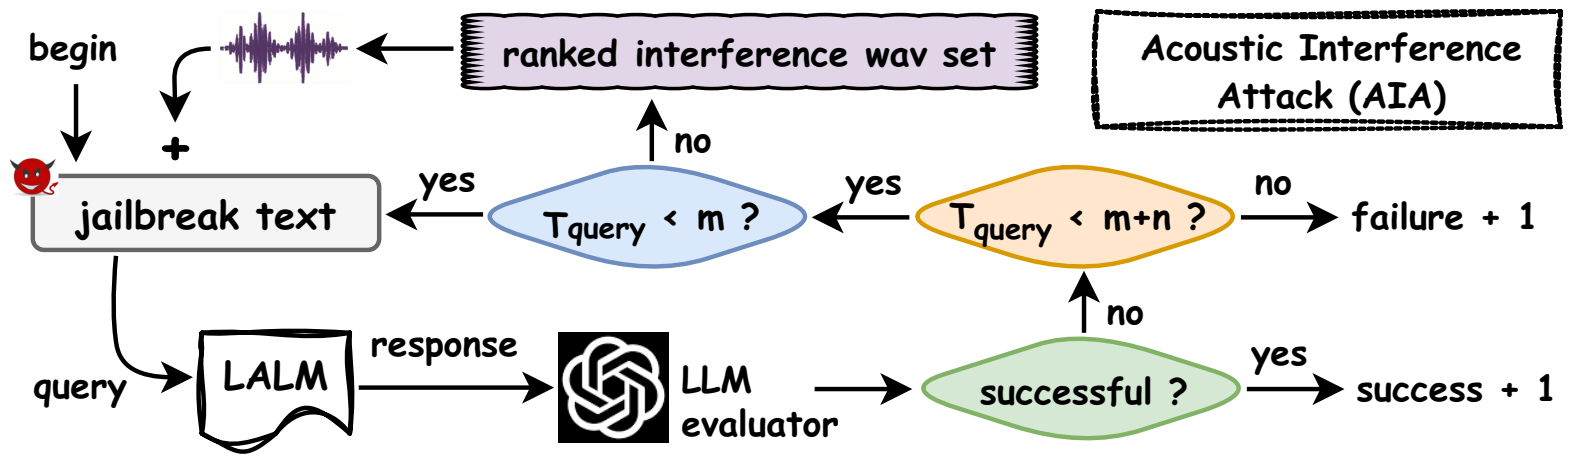 begin
ranked interference wav set
Acoustic Interference
Attack (AIA)
+
no
yes
yes
no
jailbreak text
Tquery < m ?
Tquery < m+n ?
failure + 1
no
response
yes
query
LALM
LLM
evaluator
successful ?
success + 1